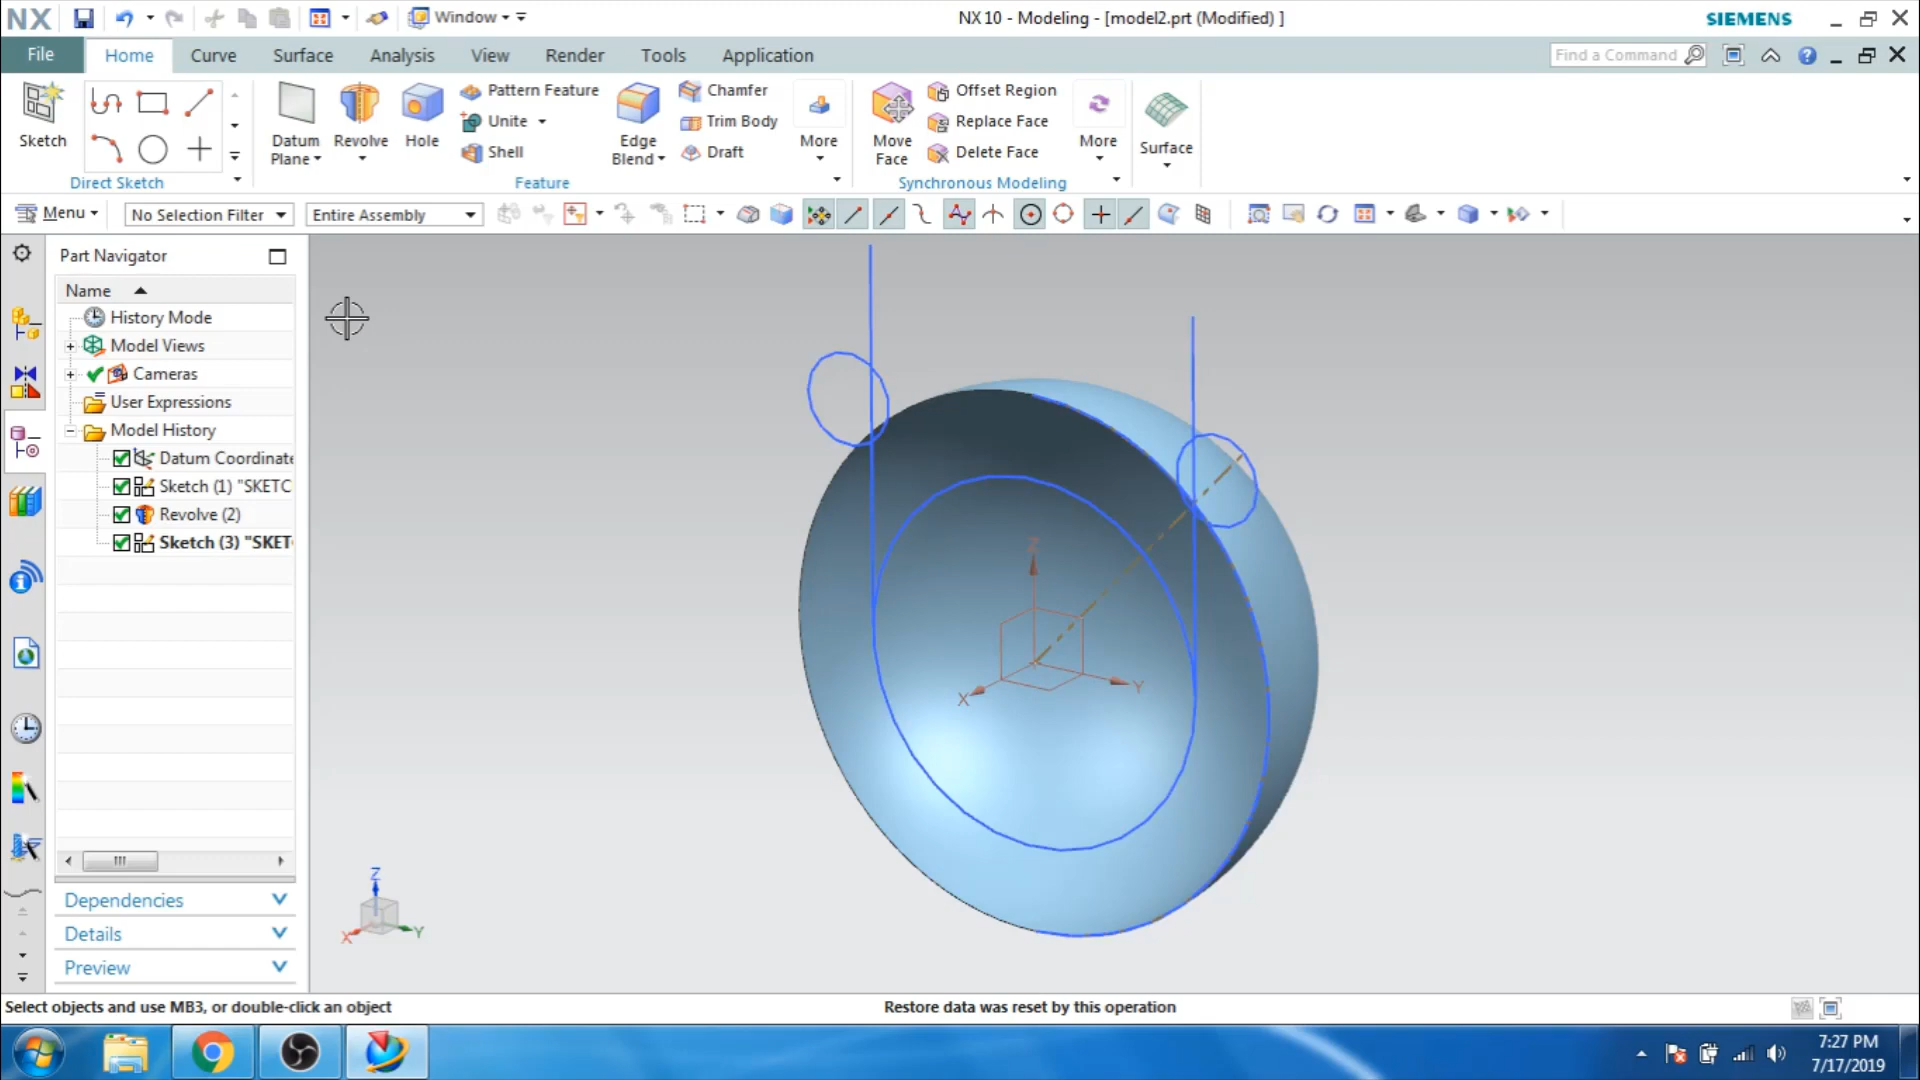 NX
Window
NX 10 - Modeling - [model2.prt (Modified) ]
SIEMENS
File
Home
Curve
Surface
Analysis
View
Render
Tools
Application
Find a Command
Sketch
Direct Sketch
Datum
Plane
Revolve
Hole
Pattern Feature
Unite
Shell
Edge
Blend
Chamfer
Trim Body
Draft
More
Feature
Move
Face
Offset Region
Replace Face
Delete Face
More
Synchronous Modeling
Surface
Menu
No Selection Filter
Entire Assembly
Part Navigator
Name
History Mode
Model Views
Cameras
User Expressions
Model History
Datum Coordinate
Sketch (1) "SKETC
Revolve (2)
Sketch (3) "SKET
Dependencies
Details
Preview
Z
X
Y
Z
X
Y
Select objects and use MB3, or double-click an object
Restore data was reset by this operation
7:27 PM
7/17/2019